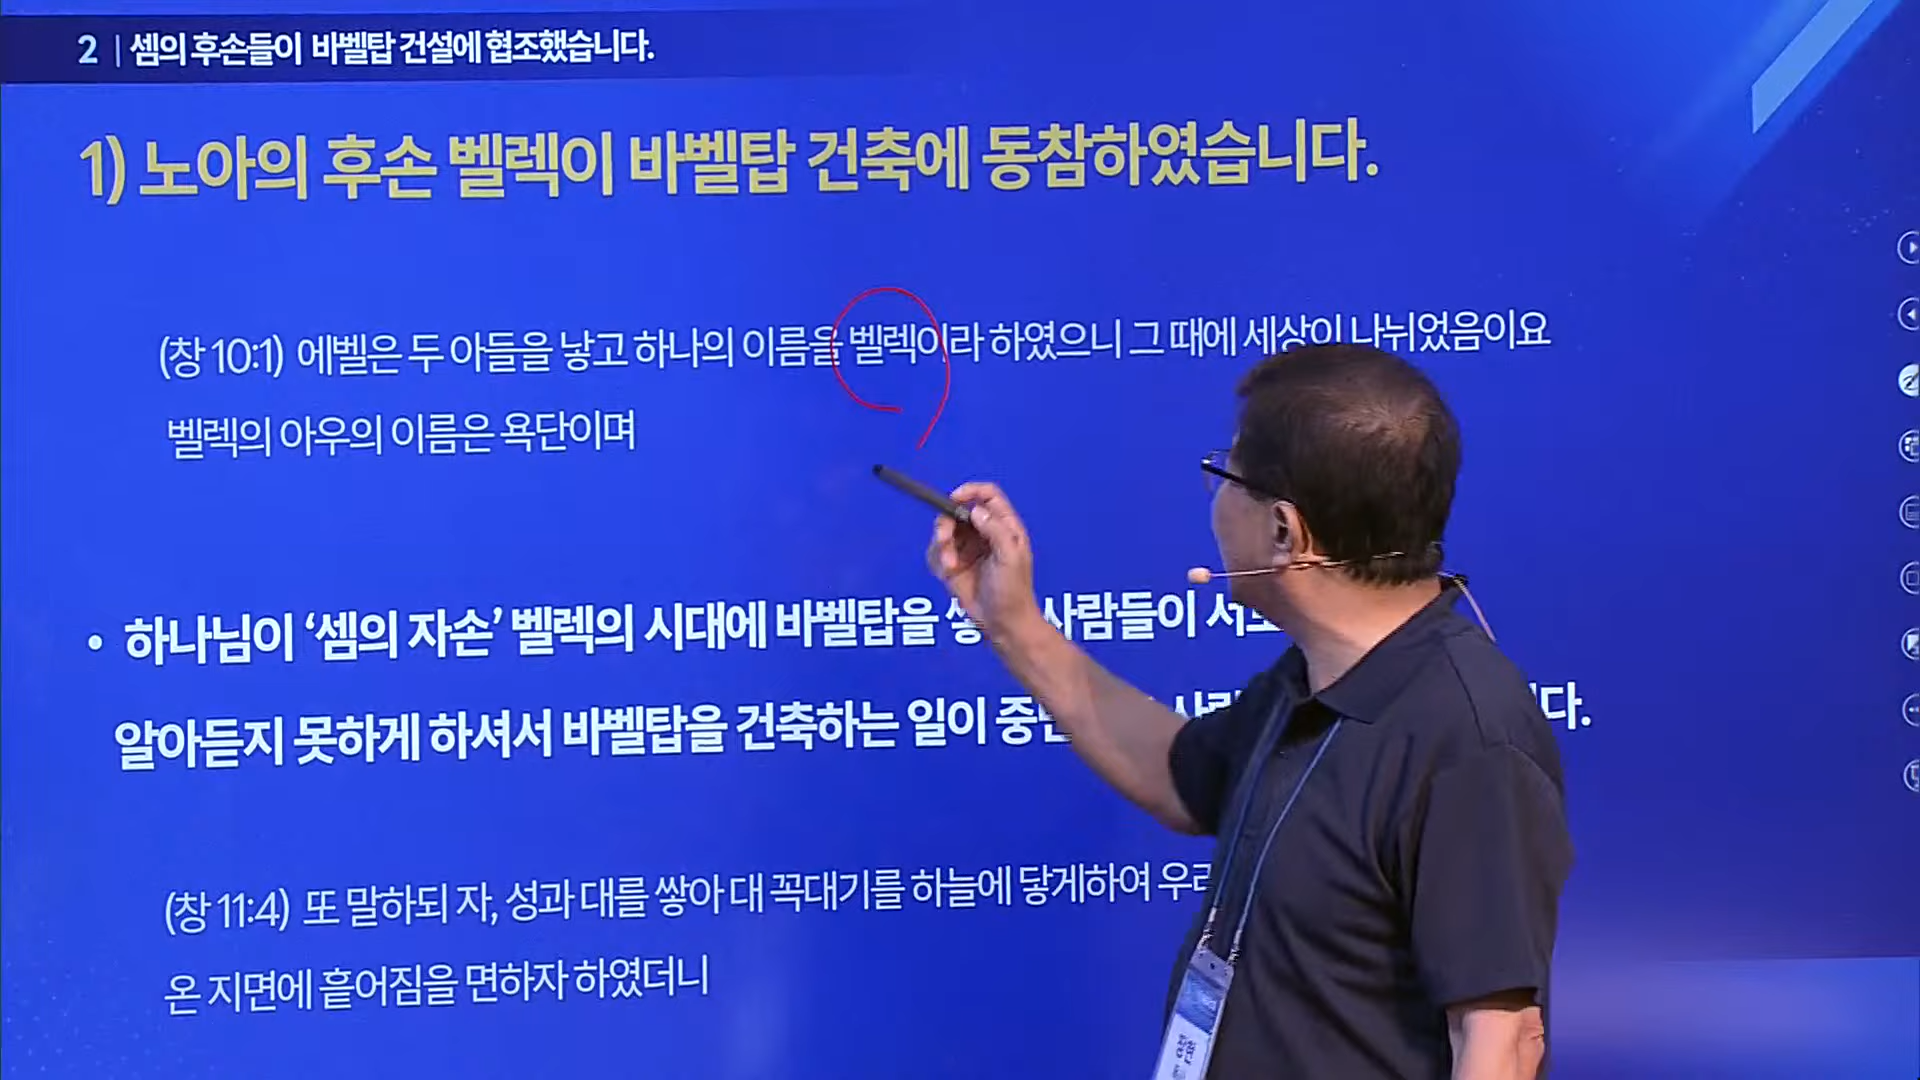 2 | 셈의 후손들이 바벨탑 건설에 협조했습니다.
1) 노아의 후손 벨렉이 바벨탑 건축에 동참하였습니다.
(창 10:1) 에벨은 두 아들을 낳고 하나의 이름을 벨렉이라 하였으니 그 때에 세상이 나뉘었음이요
벨렉의 아우의 이름은 욕단이며
• 하나님이 ‘셈의 자손’ 벨렉의 시대에 바벨탑을 사람들이
알아듣지 못하게 하셔서 바벨탑을 건축하는 일이
(창 11:4) 또 말하되 자, 성과 대를 쌓아 대 꼭대기를 하늘에 닿게하여
온 지면에 흩어짐을 면하자 하였더니